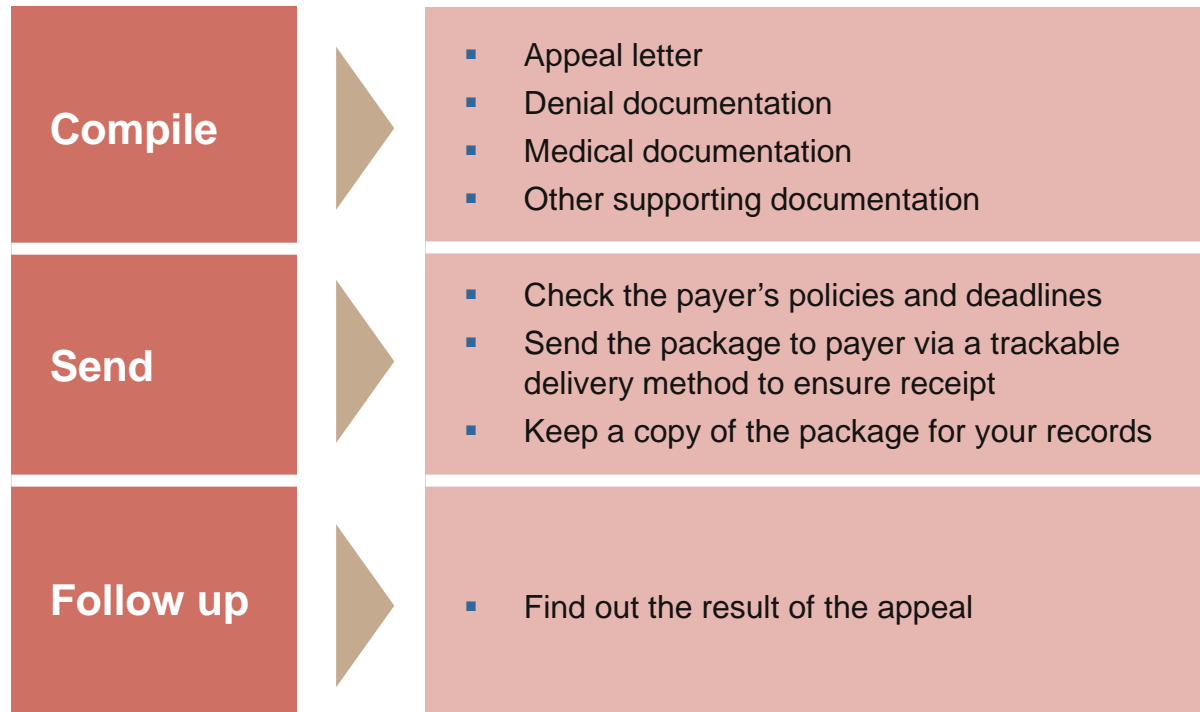 Compile
▪ Appeal letter
▪ Denial documentation
▪ Medical documentation
▪ Other supporting documentation
Send
▪ Check the payer’s policies and deadlines
▪ Send the package to payer via a trackable
delivery method to ensure receipt
▪ Keep a copy of the package for your records
Follow up
▪ Find out the result of the appeal